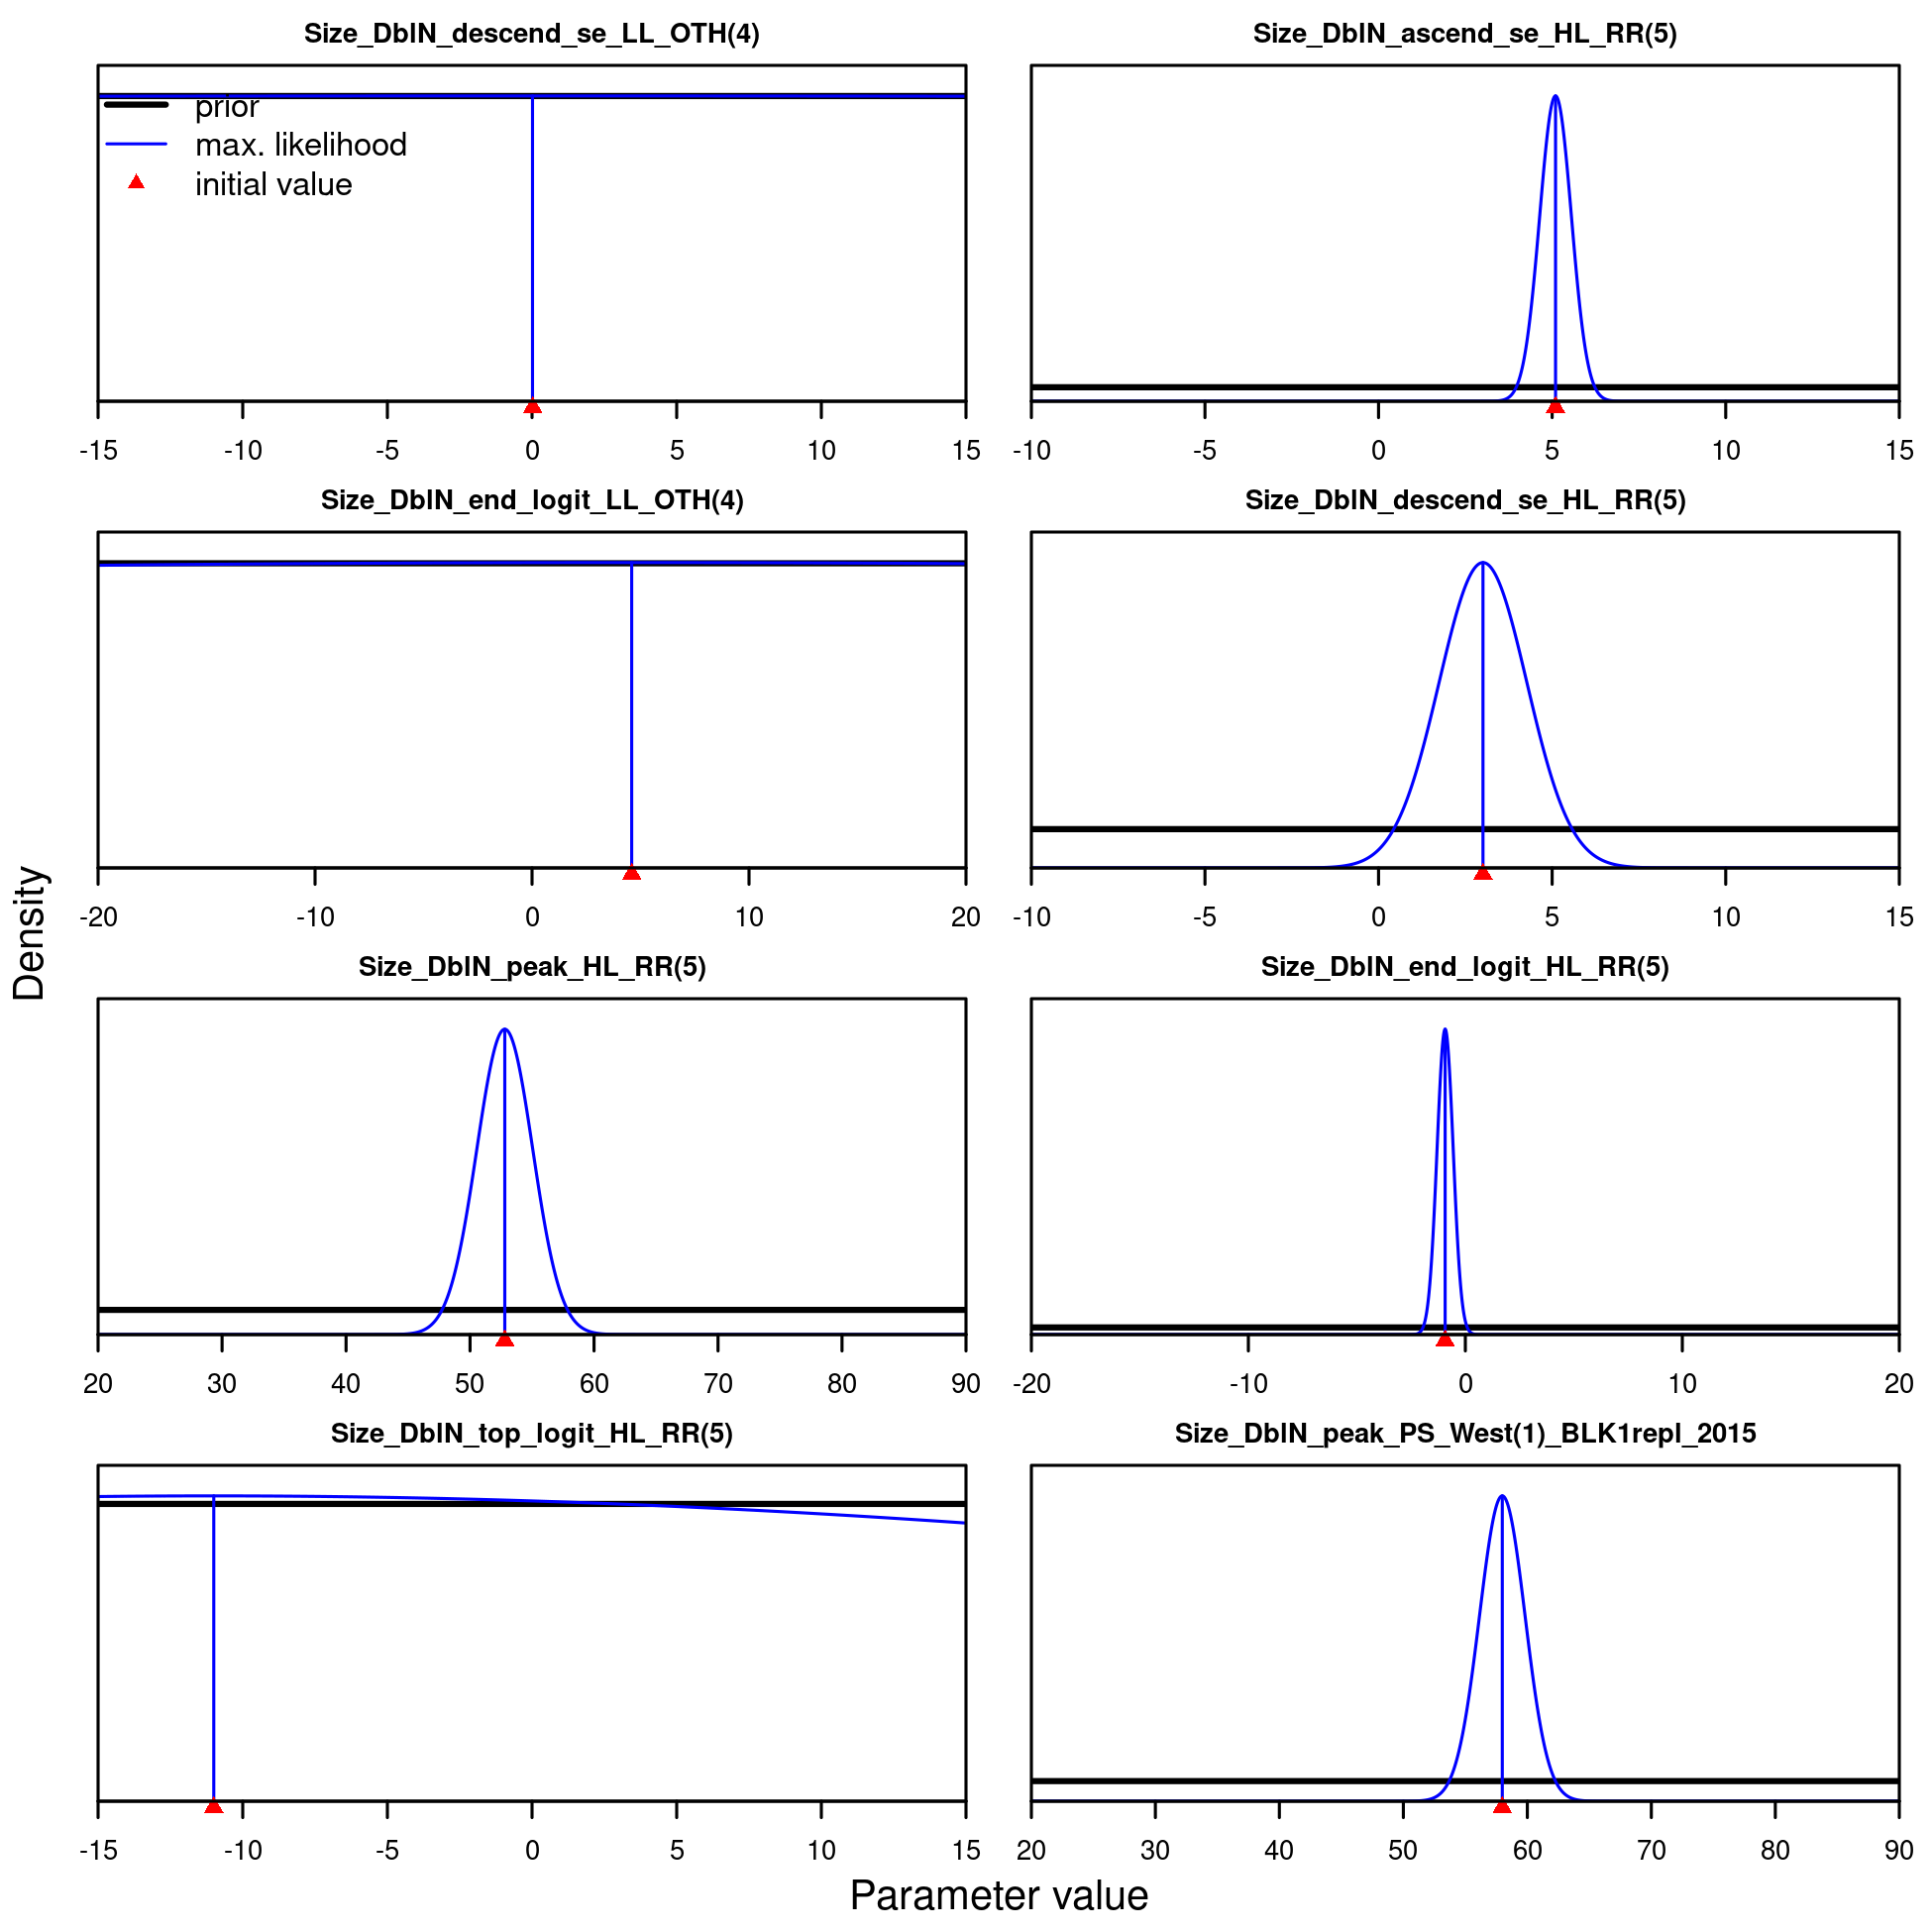 Size_DblN_descend_se_LL_OTH(4)
prior
max. likelihood
initial value
-15 -10 -5 0 5 10 15
Size_DblN_ascend_se_HL_RR(5)
-10 -5 0 5 10 15
Size_DblN_end_logit_LL_OTH(4)
-20 -10 0 10 20
Size_DblN_descend_se_HL_RR(5)
-10 -5 0 5 10 15
Size_DblN_peak_HL_RR(5)
20 30 40 50 60 70 80 90
Size_DblN_end_logit_HL_RR(5)
-20 -10 0 10 20
Size_DblN_top_logit_HL_RR(5)
-15 -10 -5 0 5 10 15
Size_DblN_peak_PS_West(1)_BLK1repl_2015
20 30 40 50 60 70 80 90
Density
Parameter value